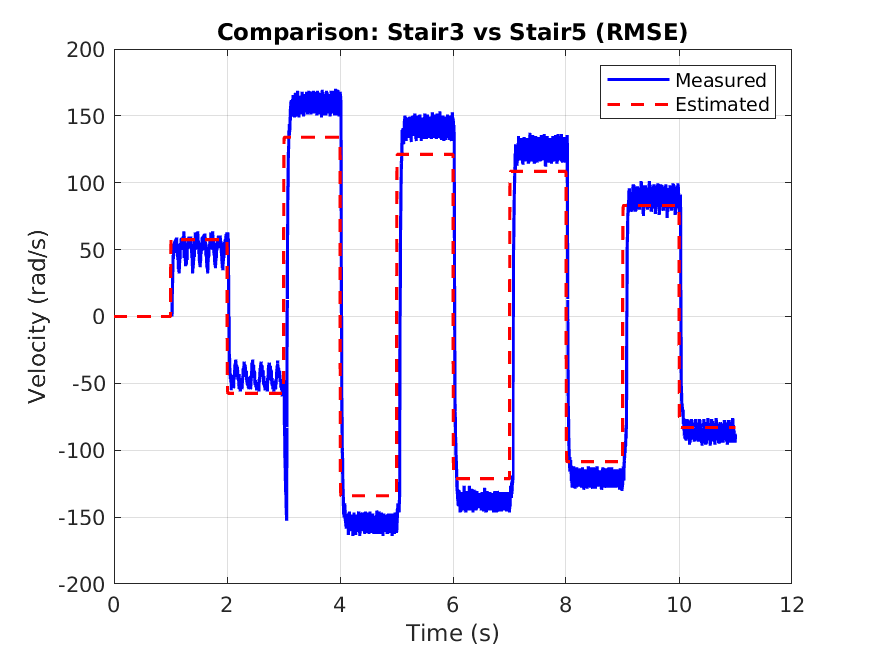 Comparison: Stair3 vs Stair5 (RMSE)
Measured
Estimated
Velocity (rad/s)
200
150
100
50
0
-50
-100
-150
-200
0 2 4 6 8 10 12
Time (s)